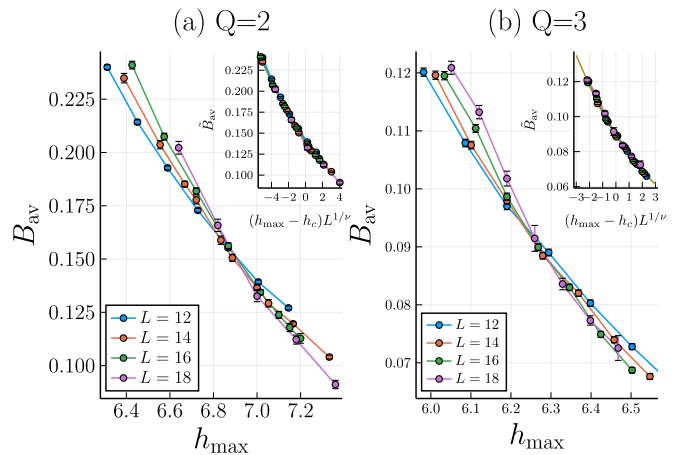 (a) Q=2
0.225
0.200
0.175
0.150
0.125
0.100
B_av
6.4 6.6 6.8 7.0 7.2
h_max
L = 12
L = 14
L = 16
L = 18
0.225
0.200
0.175
0.150
0.125
0.100
B̃_av
−4 −2 0 2 4
(h_max − h_c)L^{1/ν}
(b) Q=3
0.12
0.11
0.10
0.09
0.08
0.07
B_av
6.0 6.1 6.2 6.3 6.4 6.5
h_max
L = 12
L = 14
L = 16
L = 18
0.12
0.10
0.08
0.06
B̃_av
−3 −2 −1 0 1 2 3
(h_max − h_c)L^{1/ν}